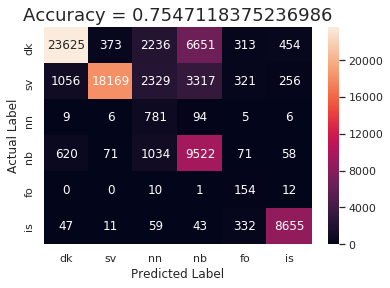 Accuracy = 0.7547118375236986
dk 23625 373 2236 6651 313 454
sv 1056 18169 2329 3317 321 256
nn 9 6 781 94 5 6
nb 620 71 1034 9522 71 58
fo 0 0 10 1 154 12
is 47 11 59 43 332 8655
dk sv nn nb fo is
Predicted Label
Actual Label
20000
16000
12000
8000
4000
0